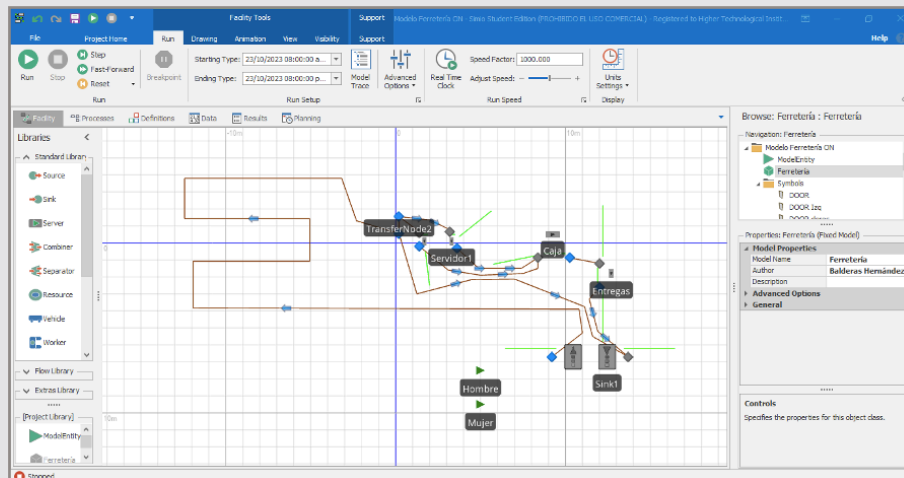 Facility Tools
Support
Modelo Ferretería ON - Simio Student Edition (PROHIBIDO EL USO COMERCIAL) - Registered to Higher Technological Instit...
File
Project Home
Run
Drawing
Animation
View
Visibility
Support
Help
Run
Stop
Step
Fast-Forward
Reset
Breakpoint
Starting Type: 23/10/2023 08:00:00 a...
Ending Type: 23/10/2023 08:00:00 p...
Model Trace
Advanced Options
Real Time Clock
Speed Factor: 1000.000
Adjust Speed:
Units Settings
Run
Run Setup
Run Speed
Display
Facility
Processes
Definitions
Data
Results
Planning
Browse: Ferretería : Ferretería
Libraries
Standard Library
Source
Sink
Server
Combiner
Separator
Resource
Vehicle
Worker
Flow Library
Extras Library
[Project Library]
ModelEntity
Ferretería
-10m
0
10m
0
10m
TransferNode2
Servidor1
Caja
Entregas
Sink1
Hombre
Mujer
Navigation: Ferretería
Modelo Ferretería ON
ModelEntity
Ferretería
Symbols
DOOR
DOOR Izq
Properties: Ferretería (Fixed Model)
Model Properties
Model Name Ferretería
Author Balderas Hernández
Description
Advanced Options
General
Controls
Specifies the properties for this object class.
Stopped